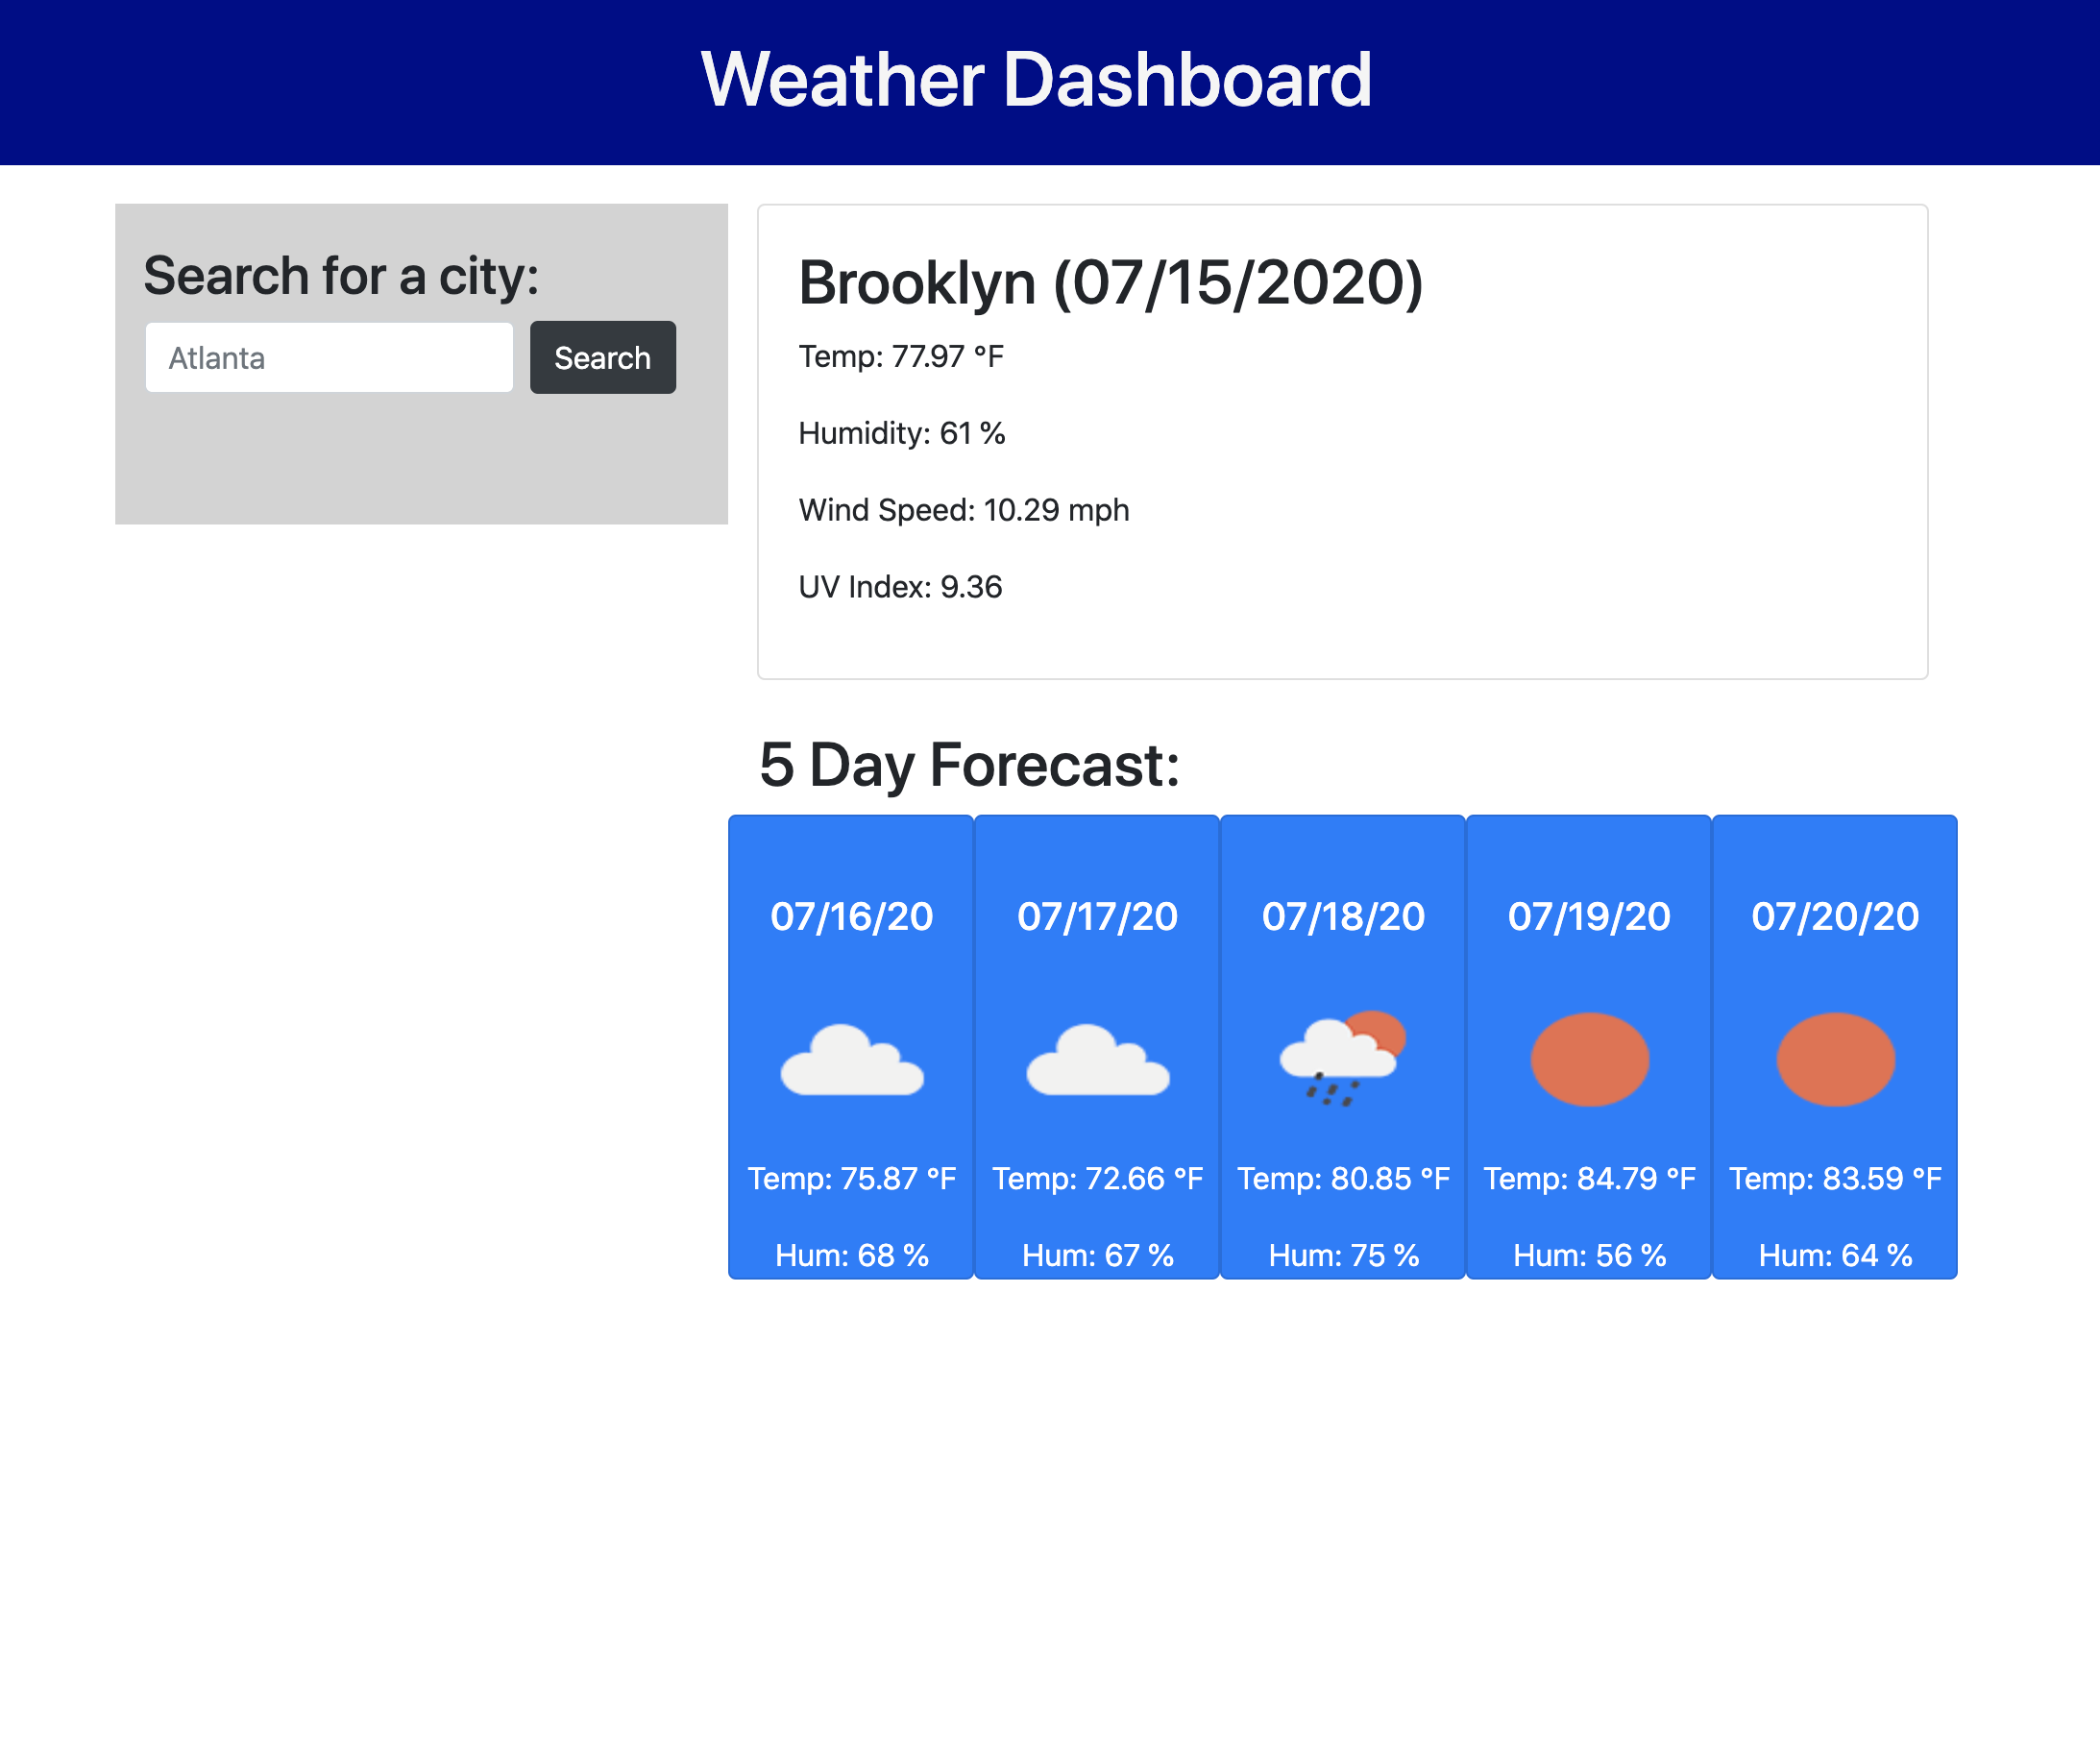 Weather Dashboard
Search for a city:
Atlanta
Search
Brooklyn (07/15/2020)
Temp: 77.97 °F
Humidity: 61 %
Wind Speed: 10.29 mph
UV Index: 9.36
5 Day Forecast:
07/16/20
Temp: 75.87 °F
Hum: 68 %
07/17/20
Temp: 72.66 °F
Hum: 67 %
07/18/20
Temp: 80.85 °F
Hum: 75 %
07/19/20
Temp: 84.79 °F
Hum: 56 %
07/20/20
Temp: 83.59 °F
Hum: 64 %